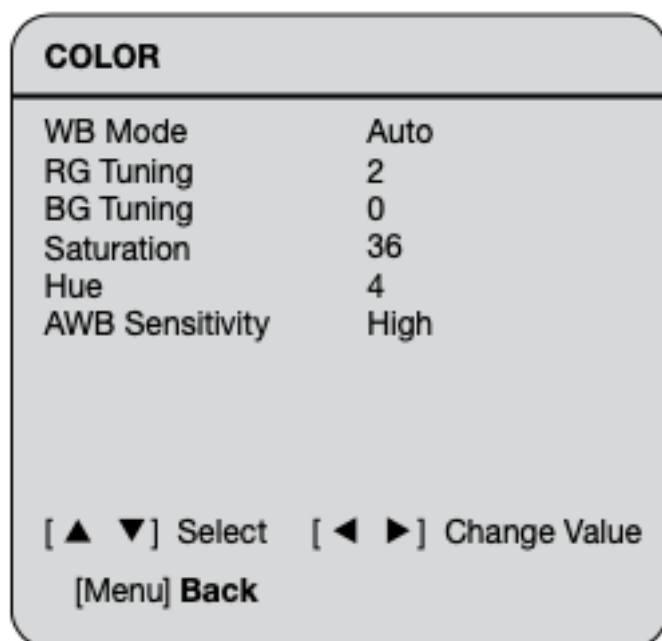 COLOR
WB Mode Auto
RG Tuning 2
BG Tuning 0
Saturation 36
Hue 4
AWB Sensitivity High
[ ▲ ▼] Select [ ◀ ▶] Change Value
[Menu] Back